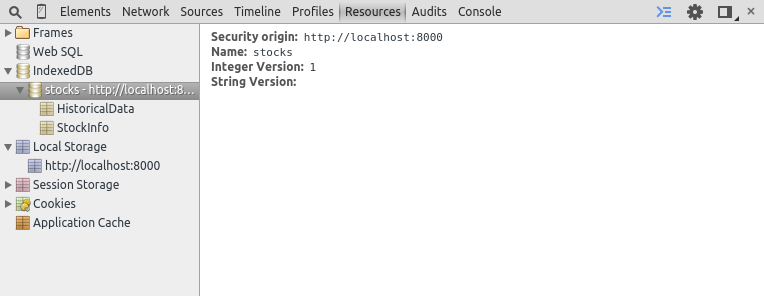 Elements Network Sources Timeline Profiles Resources Audits Console
Frames
Web SQL
IndexedDB
stocks - http://localhost:8...
HistoricalData
StockInfo
Local Storage
http://localhost:8000
Session Storage
Cookies
Application Cache
Security origin: http://localhost:8000
Name: stocks
Integer Version: 1
String Version: